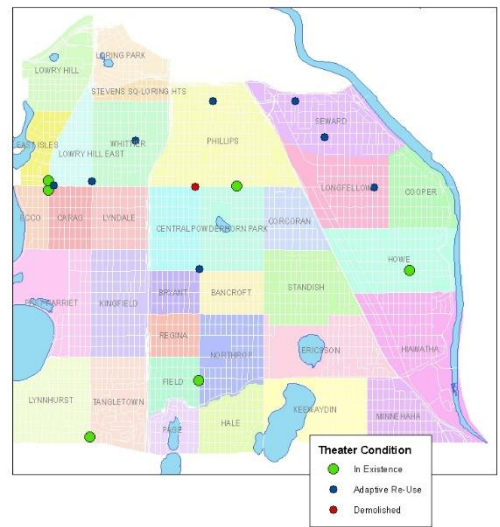 LORING PARK
LOWRY HILL
STEVENS SQ-LORING HTS
SEWARD
EAST ISLES
WHITTIER
PHILLIPS
LOWRY HILL EAST
LONGFELLOW
COOPER
ECCO
CARAG
LYNDALE
CENTRAL
POWDERHORN PARK
CORCORAN
HOWE
EAST HARRIET
KINGFIELD
BRYANT
BANCROFT
STANDISH
REGINA
NORTHROP
ERICSSON
HIAWATHA
LYNNHURST
TANGLETOWN
FIELD
PAGE
HALE
KEEWAYDIN
MINNEHAHA
Theater Condition
In Existence
Adaptive Re-Use
Demolished